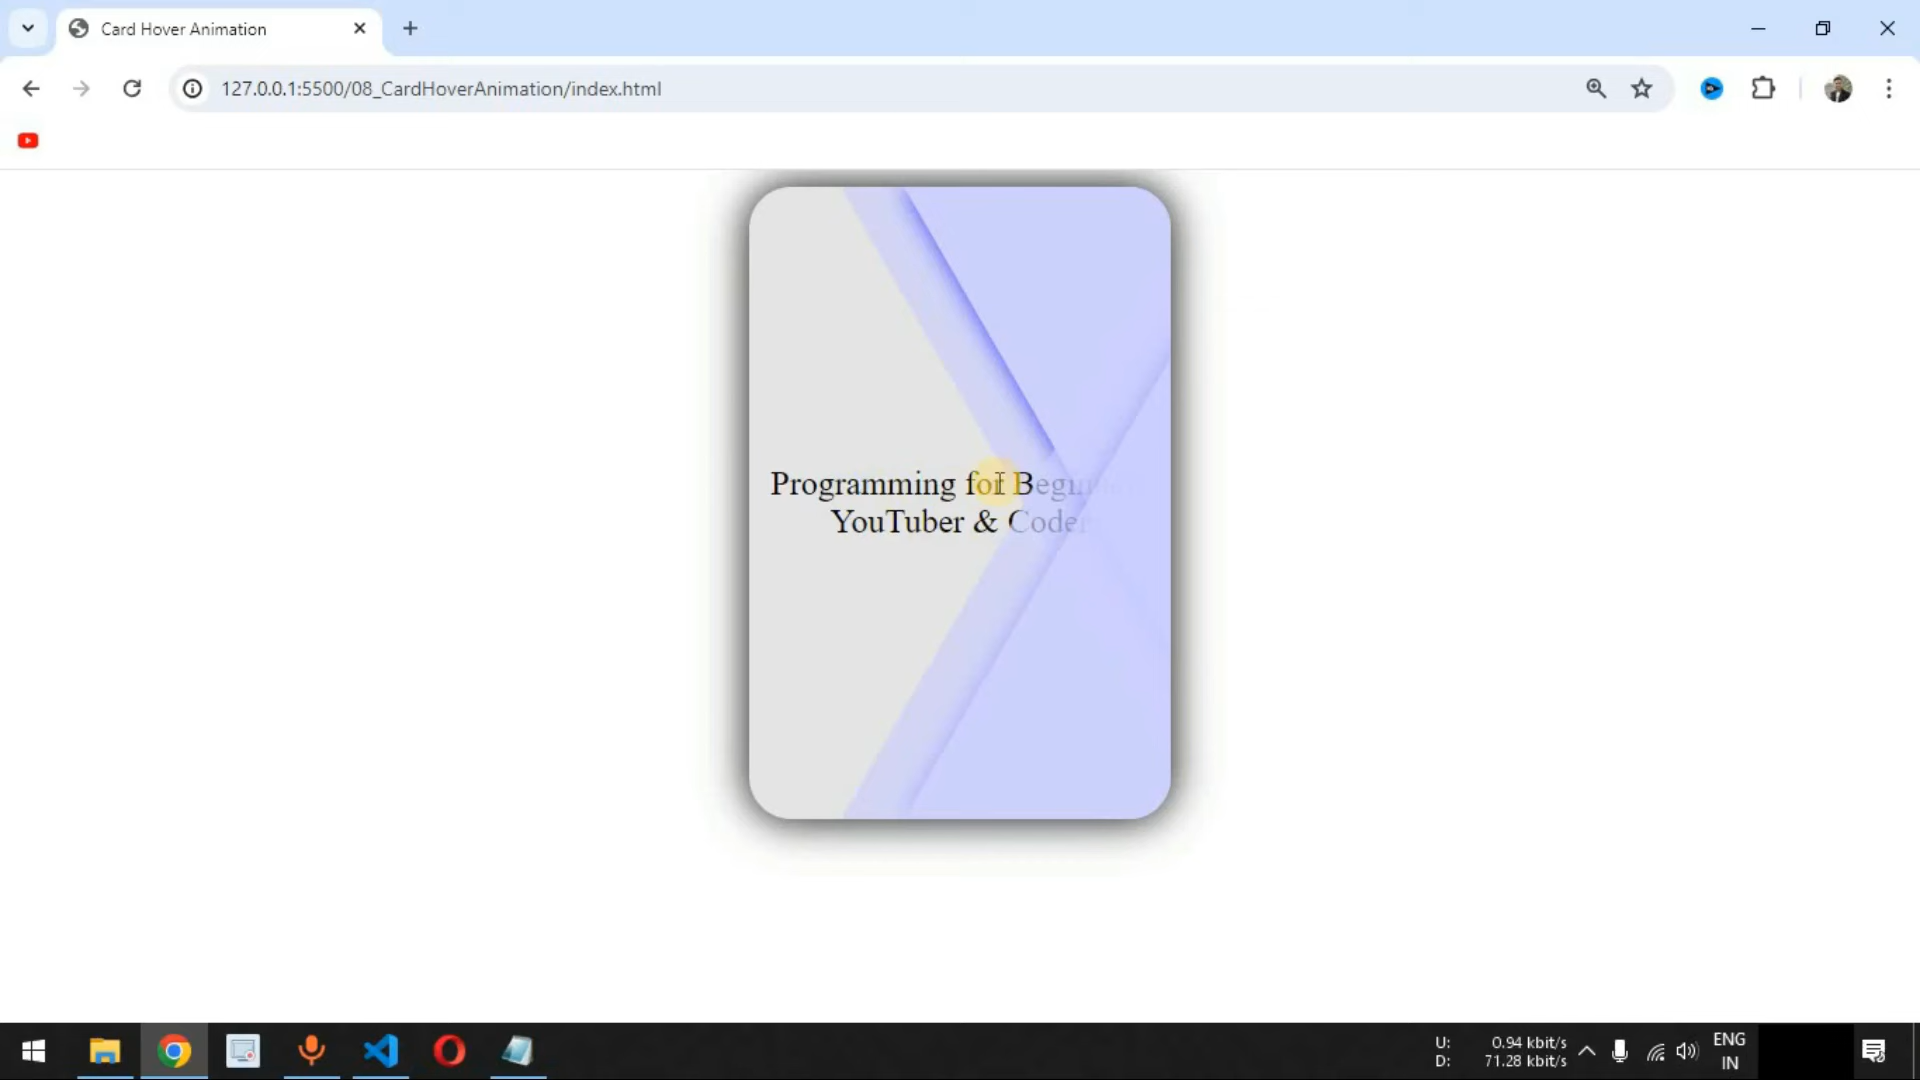 Card Hover Animation
127.0.0.1:5500/08_CardHoverAnimation/index.html
Programming for
YouTuber & Coder
U: 0.94 kbit/s
D: 71.28 kbit/s
ENG
IN